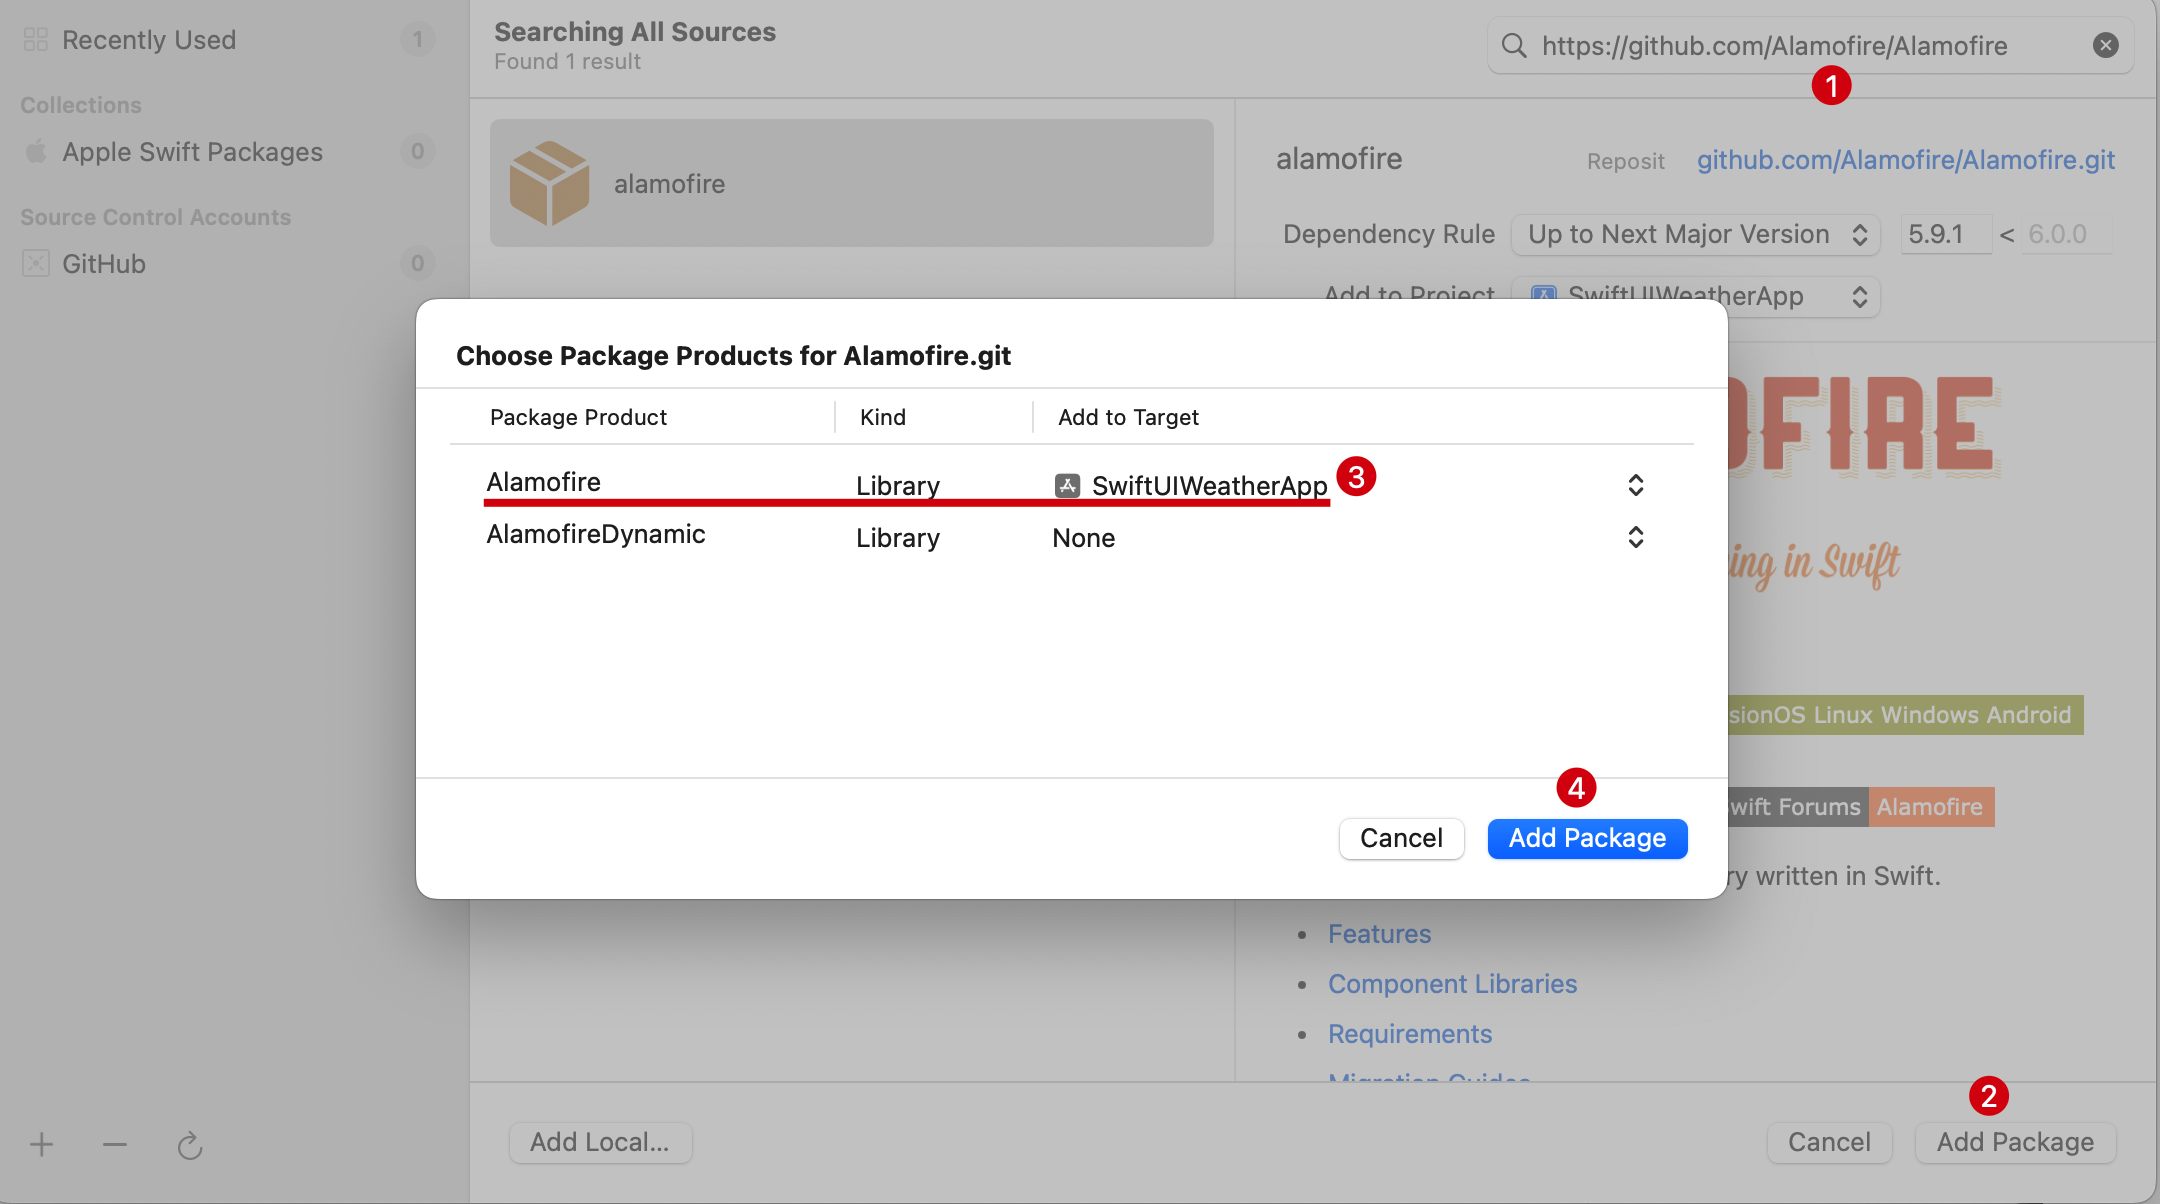 Recently Used 1
Collections
Apple Swift Packages 0
Source Control Accounts
GitHub 0
Searching All Sources
Found 1 result
https://github.com/Alamofire/Alamofire
1
alamofire
alamofire Reposit github.com/Alamofire/Alamofire.git
Dependency Rule Up to Next Major Version 5.9.1 < 6.0.0
Add to Project SwiftUIWeatherApp
Choose Package Products for Alamofire.git
Package Product Kind Add to Target
Alamofire Library SwiftUIWeatherApp 3
AlamofireDynamic Library None
4
Cancel Add Package
OFIRE
ing in Swift
sionOS Linux Windows Android
wift Forums Alamofire
ry written in Swift.
• Features
• Component Libraries
• Requirements
Migration Guides
2
Add Local... Cancel Add Package